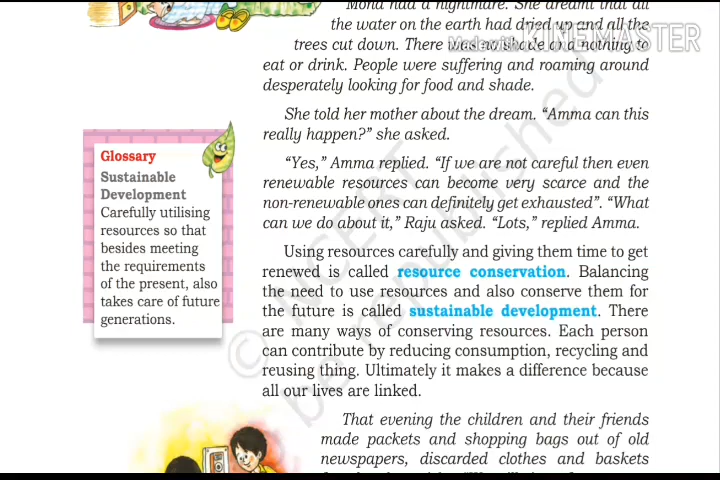 Mona had a nightmare. She dreamt that all
the water on the earth had dried up and all the
trees cut down. There was no shade and nothing to
eat or drink. People were suffering and roaming around
desperately looking for food and shade.
She told her mother about the dream. “Amma can this
really happen?” she asked.
“Yes,” Amma replied. “If we are not careful then even
renewable resources can become very scarce and the
non-renewable ones can definitely get exhausted”. “What
can we do about it,” Raju asked. “Lots,” replied Amma.
Using resources carefully and giving them time to get
renewed is called resource conservation. Balancing
the need to use resources and also conserve them for
the future is called sustainable development. There
are many ways of conserving resources. Each person
can contribute by reducing consumption, recycling and
reusing thing. Ultimately it makes a difference because
all our lives are linked.
That evening the children and their friends
made packets and shopping bags out of old
newspapers, discarded clothes and baskets
Glossary
Sustainable
Development
Carefully utilising
resources so that
besides meeting
the requirements
of the present, also
takes care of future
generations.
Made with KINEMASTER
© NCERT
be republished